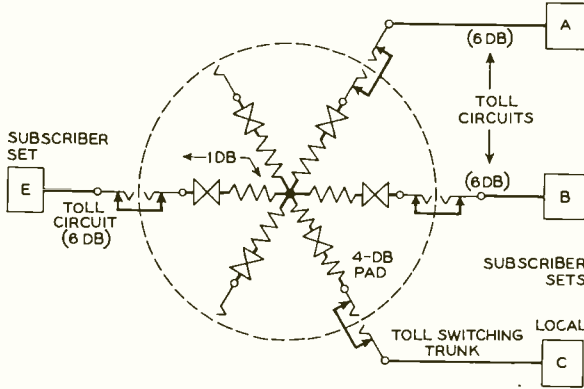 A
(6 DB)
TOLL
CIRCUITS
SUBSCRIBER
SET
1 DB
E
(6 DB)
B
TOLL
CIRCUIT
(6 DB)
4-DB
PAD
SUBSCRIBER
SETS
TOLL SWITCHING
TRUNK
LOCAL
C